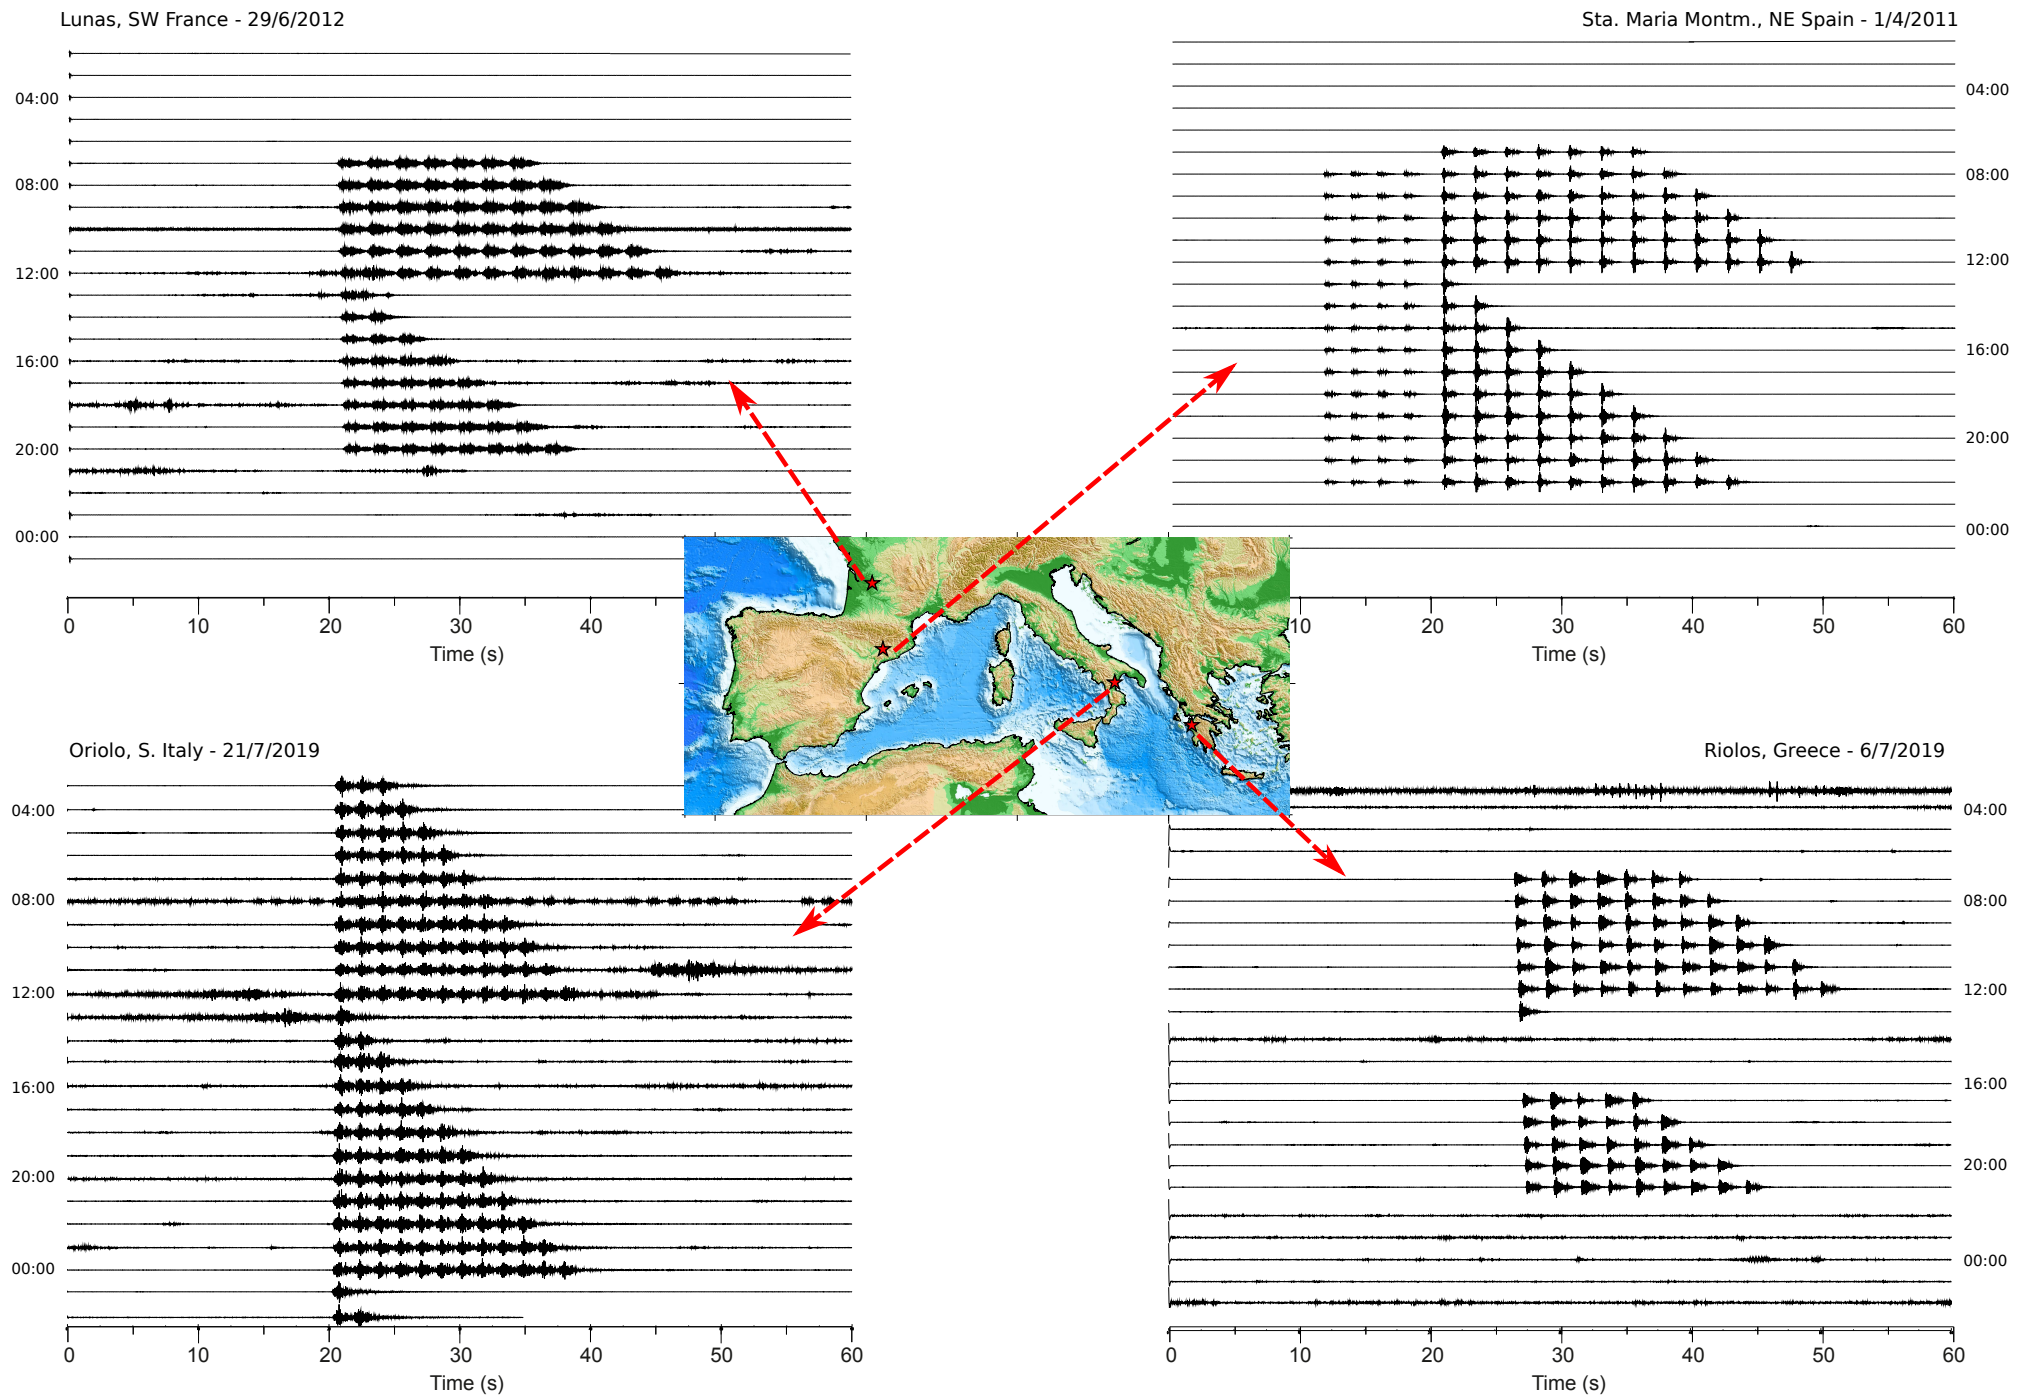 Lunas, SW France - 29/6/2012
04:00
08:00
12:00
16:00
20:00
00:00
0 10 20 30 40
Time (s)
Sta. Maria Montm., NE Spain - 1/4/2011
04:00
08:00
12:00
16:00
20:00
00:00
10 20 30 40 50 60
Time (s)
Oriolo, S. Italy - 21/7/2019
04:00
08:00
12:00
16:00
20:00
00:00
0 10 20 30 40 50 60
Time (s)
Riolos, Greece - 6/7/2019
04:00
08:00
12:00
16:00
20:00
00:00
0 10 20 30 40 50 60
Time (s)